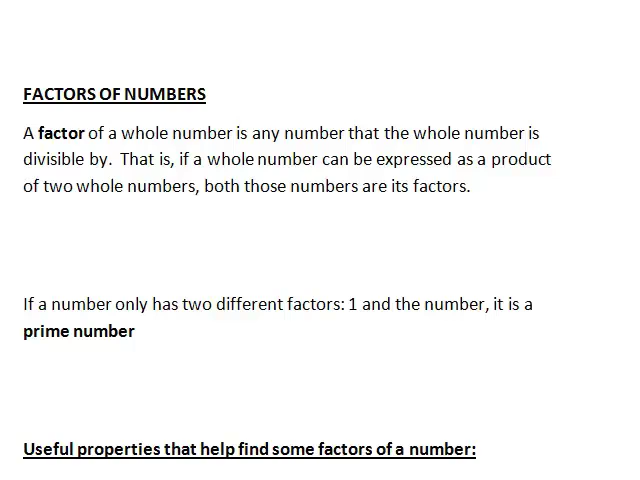 FACTORS OF NUMBERS
A factor of a whole number is any number that the whole number is
divisible by.  That is, if a whole number can be expressed as a product
of two whole numbers, both those numbers are its factors.
If a number only has two different factors: 1 and the number, it is a
prime number
Useful properties that help find some factors of a number: